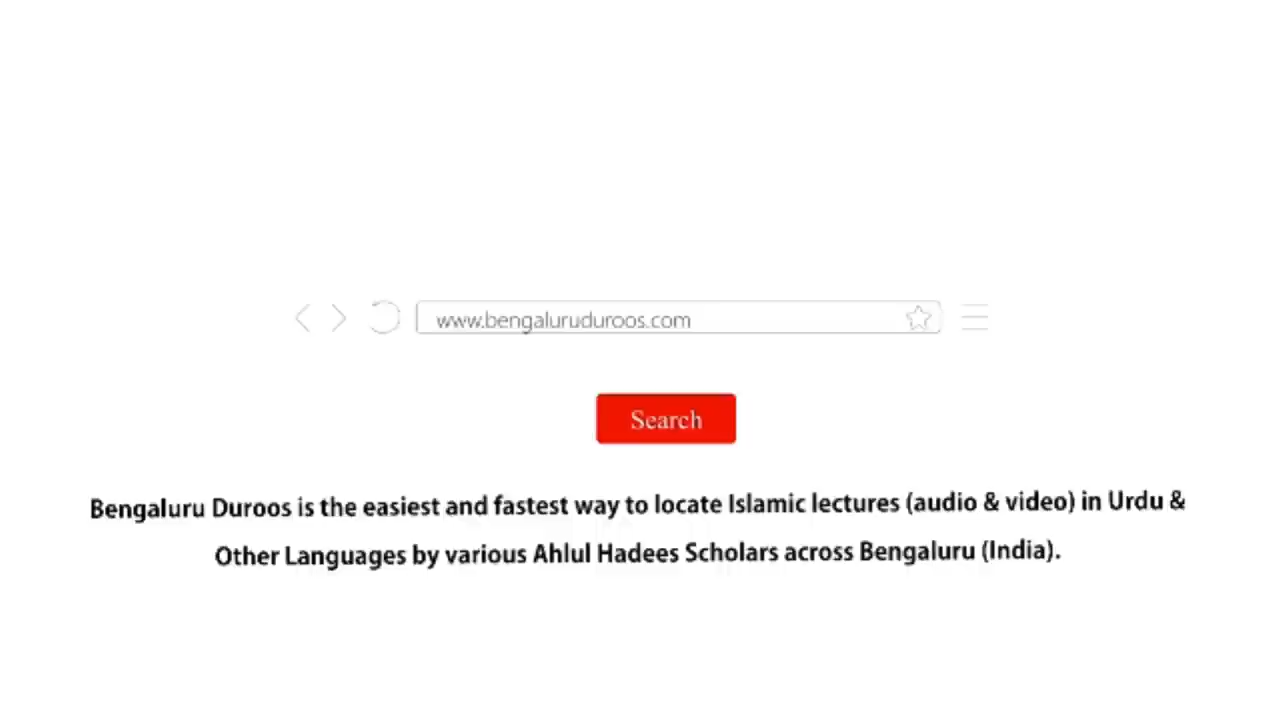 www.bengaluruduroos.com
Search
Bengaluru Duroos is the easiest and fastest way to locate Islamic lectures (audio & video) in Urdu &
Other Languages by various Ahlul Hadees Scholars across Bengaluru (India).